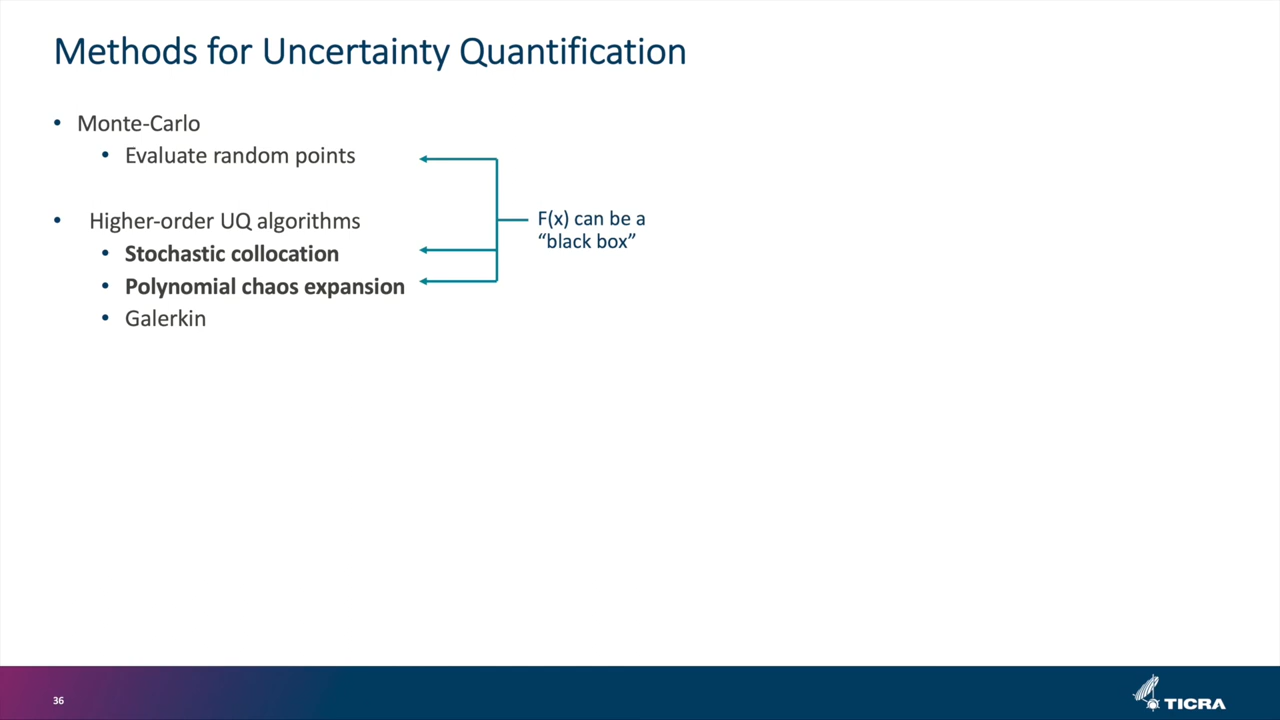 Methods for Uncertainty Quantification
• Monte-Carlo
• Evaluate random points
• Higher-order UQ algorithms
• Stochastic collocation
• Polynomial chaos expansion
• Galerkin
F(x) can be a
“black box”
36
TICRA